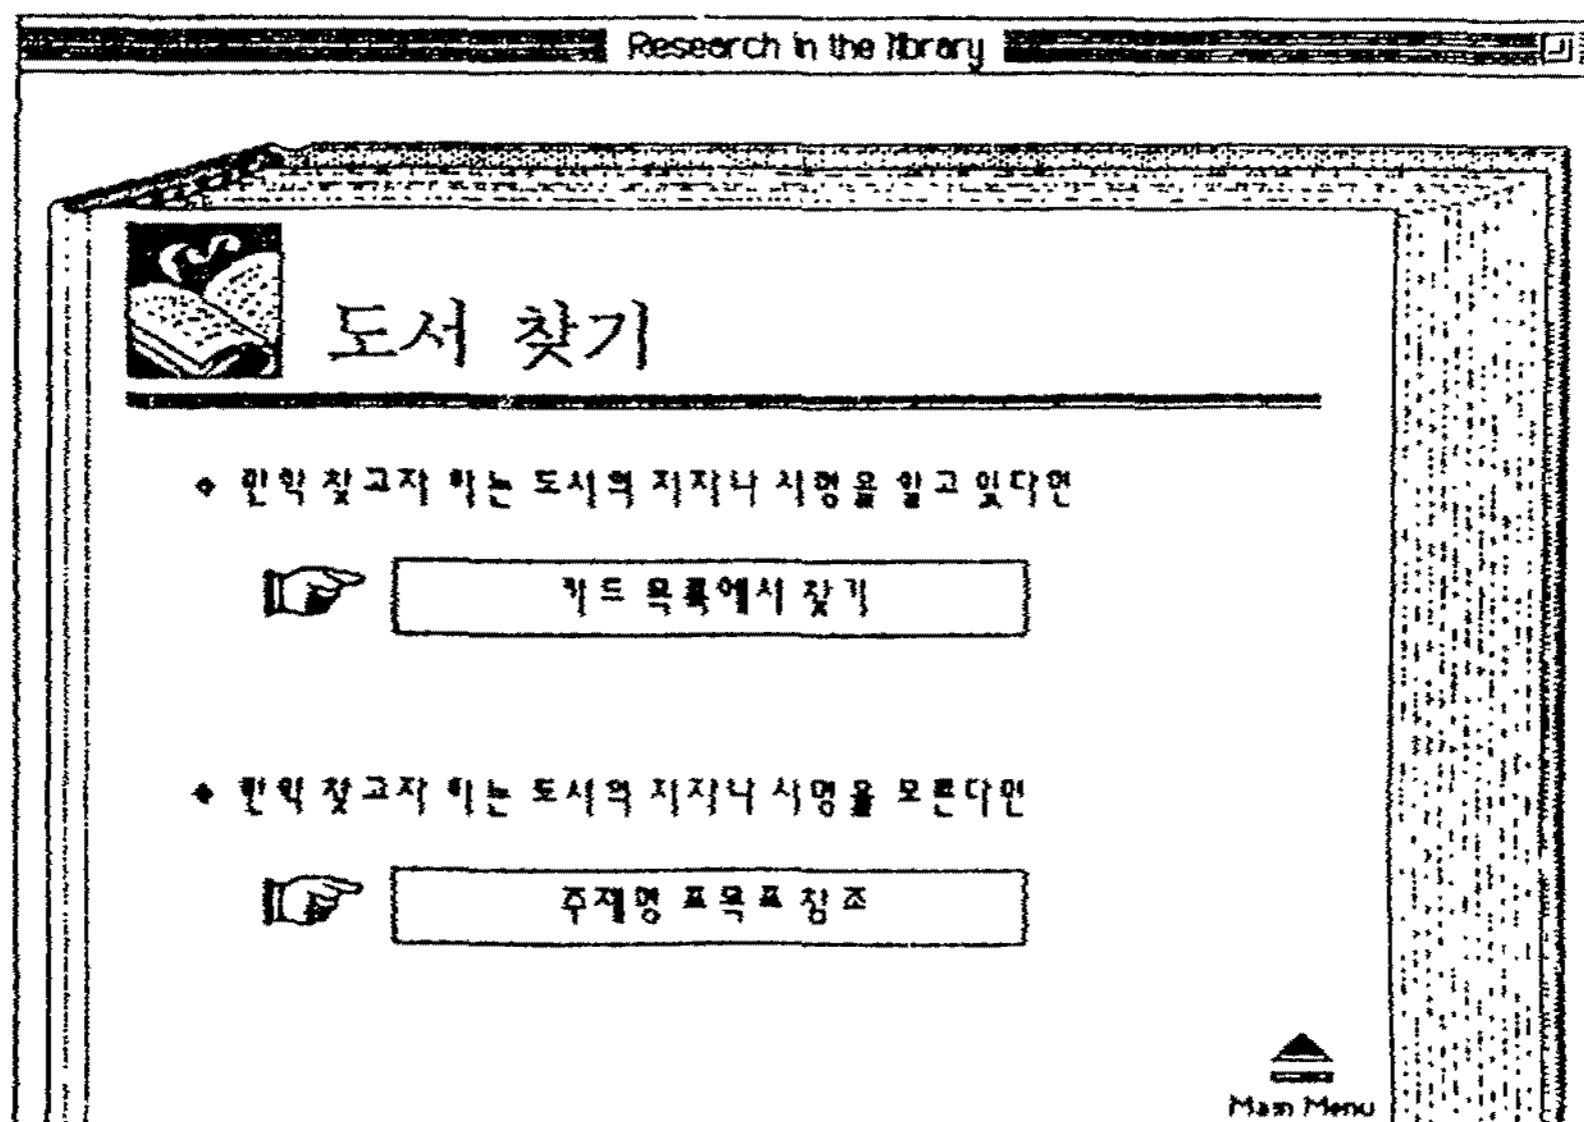 Research in the library
도서 찾기
만약 찾고자 하는 도서의 저자나 서명을 알고 있다면
카드 목록에서 찾기
만약 찾고자 하는 도서의 저자나 서명을 모른다면
주제명 표목표 참조
Main Menu